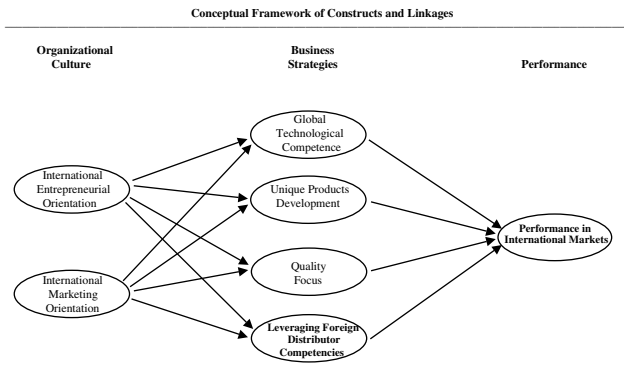 Conceptual Framework of Constructs and Linkages
Organizational
Culture
Business
Strategies
Performance
Global
Technological
Competence
International
Entrepreneurial
Orientation
Unique Products
Development
Performance in
International Markets
Quality
Focus
International
Marketing
Orientation
Leveraging Foreign
Distributor
Competencies